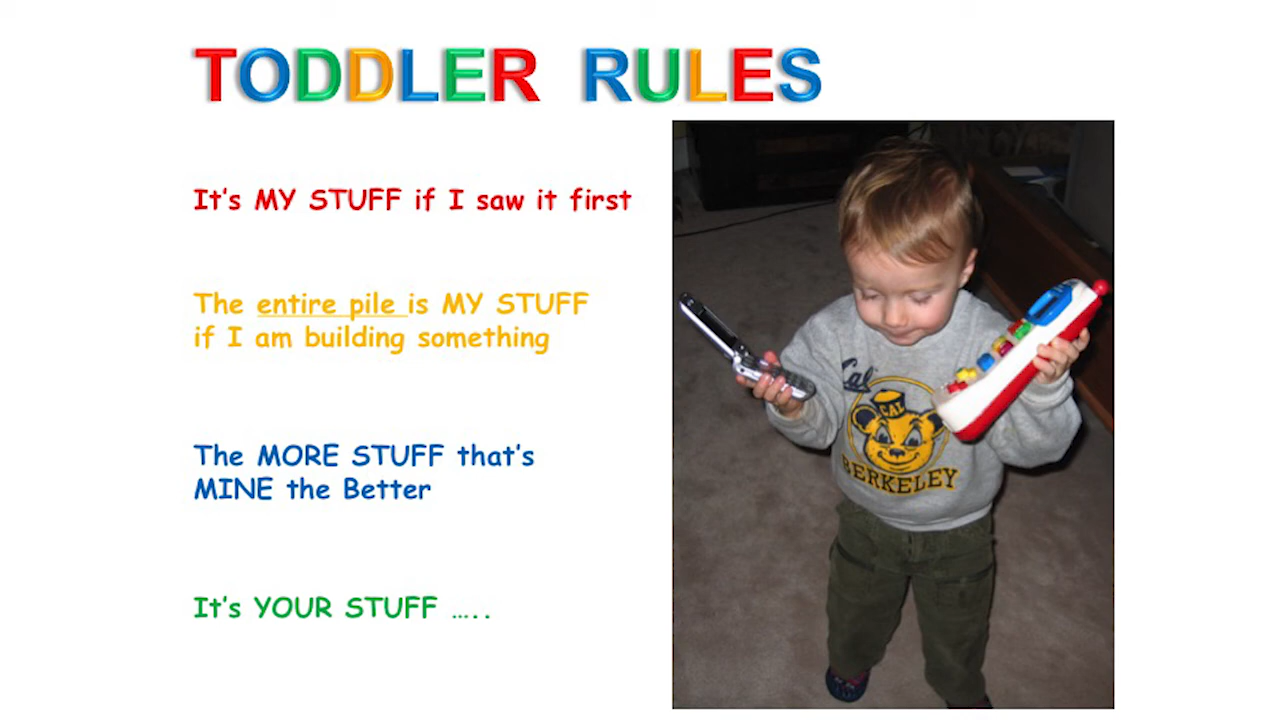 TODDLER RULES
It's MY STUFF if I saw it first
The entire pile is MY STUFF
if I am building something
The MORE STUFF that's
MINE the Better
It's YOUR STUFF .....
Cal
CAL
BERKELEY